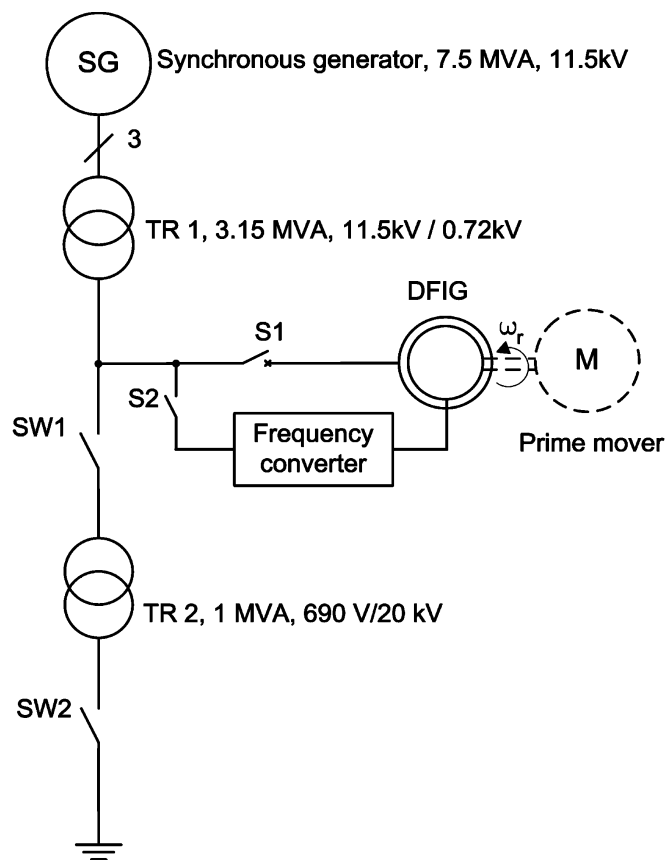 SG
Synchronous generator, 7.5 MVA, 11.5kV
3
TR 1, 3.15 MVA, 11.5kV / 0.72kV
DFIG
S1
ωr
M
S2
SW1
Frequency
converter
Prime mover
TR 2, 1 MVA, 690 V/20 kV
SW2